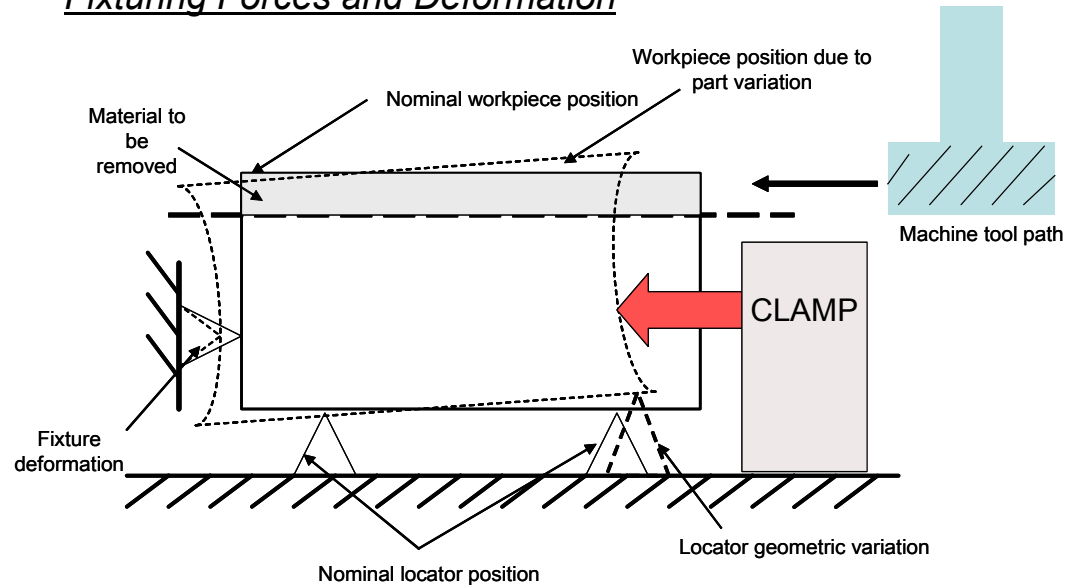 Fixturing Forces and Deformation
Workpiece position due to
part variation
Nominal workpiece position
Material to
be
removed
Machine tool path
CLAMP
Fixture
deformation
Locator geometric variation
Nominal locator position